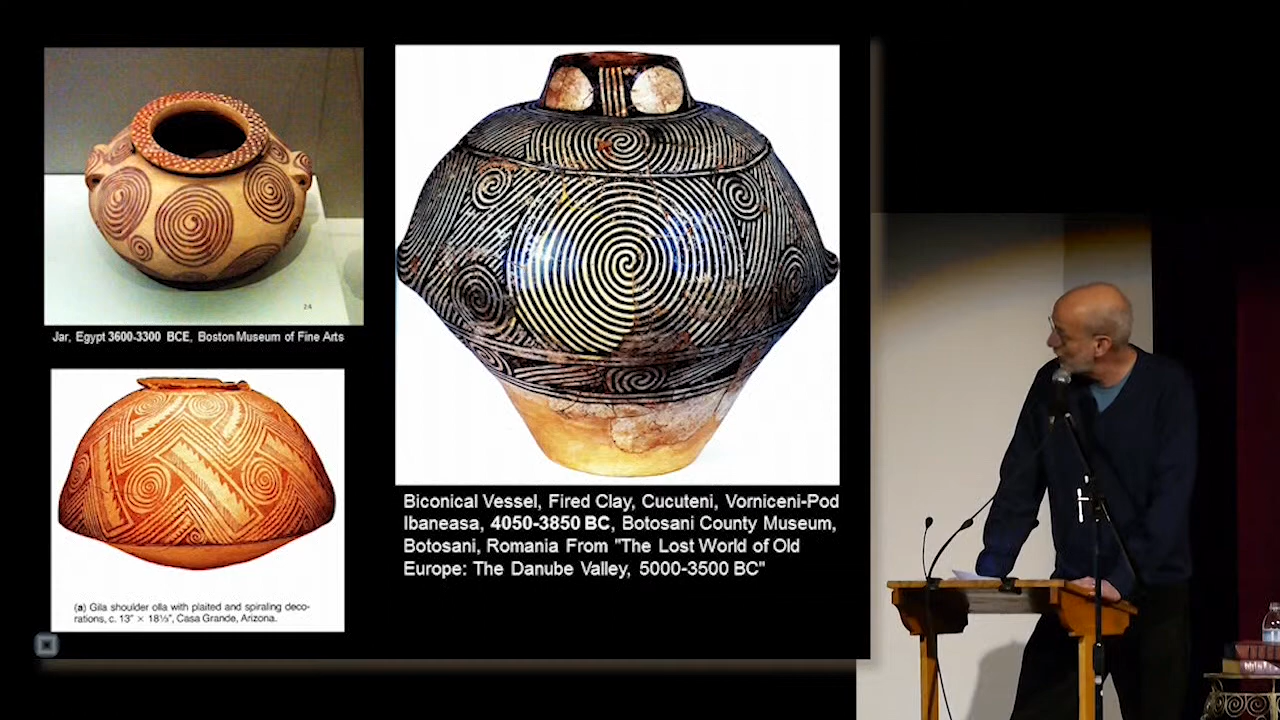 Jar, Egypt 3600-3300 BCE, Boston Museum of Fine Arts
(a) Gila shoulder olla with plaited and spiraling deco-
rations, c. 13" × 18½", Casa Grande, Arizona.
Biconical Vessel, Fired Clay, Cucuteni, Vorniceni-Pod
Ibaneasa, 4050-3850 BC, Botosani County Museum,
Botosani, Romania From "The Lost World of Old
Europe: The Danube Valley, 5000-3500 BC"